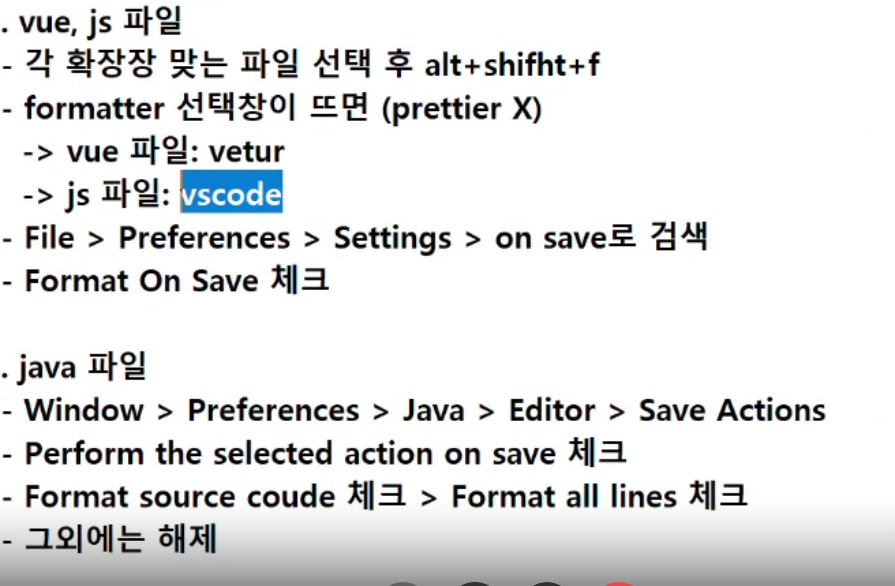 . vue, js 파일
- 각 확장장 맞는 파일 선택 후 alt+shifht+f
- formatter 선택창이 뜨면 (prettier X)
-> vue 파일: vetur
-> js 파일: vscode
- File > Preferences > Settings > on save로 검색
- Format On Save 체크
. java 파일
- Window > Preferences > Java > Editor > Save Actions
- Perform the selected action on save 체크
- Format source coude 체크 > Format all lines 체크
- 그외에는 해제